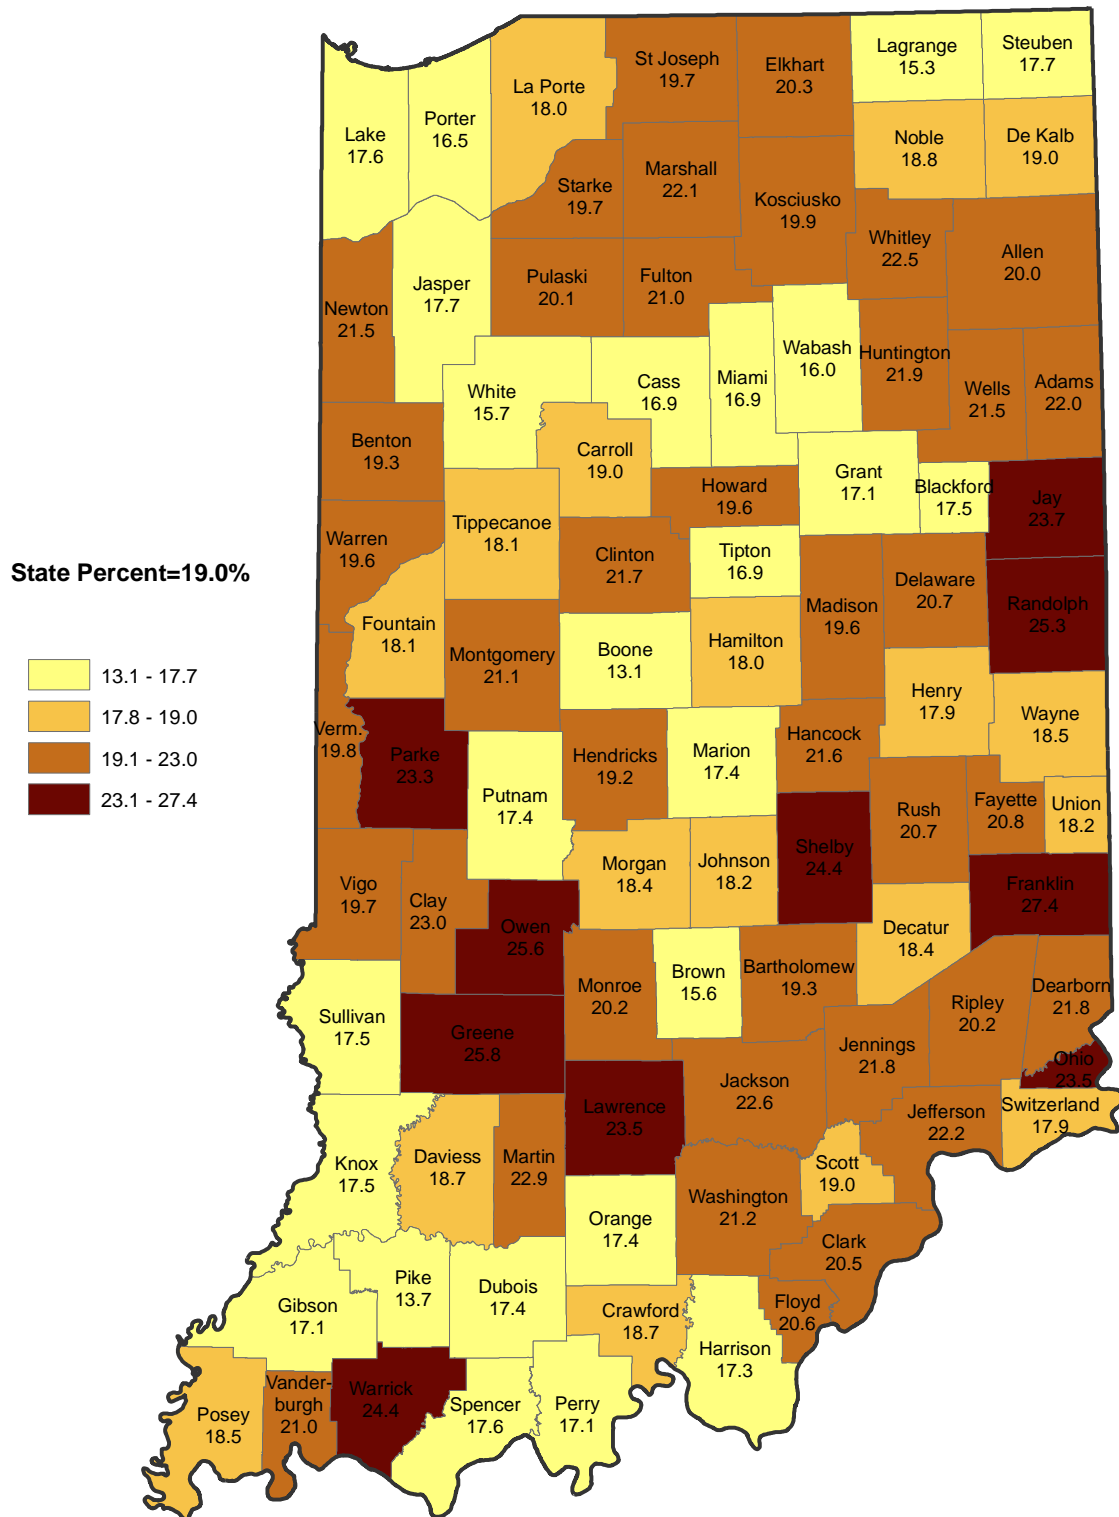 Lagrange
15.3
Steuben
17.7
St Joseph
19.7
Elkhart
20.3
La Porte
18.0
Porter
16.5
Lake
17.6
Noble
18.8
De Kalb
19.0
Marshall
22.1
Starke
19.7
Kosciusko
19.9
Whitley
22.5
Allen
20.0
Jasper
17.7
Pulaski
20.1
Fulton
21.0
Newton
21.5
Wabash
16.0
Huntington
21.9
Miami
16.9
Cass
16.9
White
15.7
Wells
21.5
Adams
22.0
Benton
19.3
Carroll
19.0
Grant
17.1
Blackford
17.5
Jay
23.7
Howard
19.6
Tippecanoe
18.1
Warren
19.6
Clinton
21.7
Tipton
16.9
State Percent=19.0%
Delaware
20.7
Madison
19.6
Randolph
25.3
Fountain
18.1
Montgomery
21.1
Boone
13.1
Hamilton
18.0
13.1 - 17.7
17.8 - 19.0
19.1 - 23.0
23.1 - 27.4
Henry
17.9
Wayne
18.5
Verm.
19.8
Parke
23.3
Hendricks
19.2
Marion
17.4
Hancock
21.6
Putnam
17.4
Rush
20.7
Fayette
20.8
Union
18.2
Shelby
24.4
Morgan
18.4
Johnson
18.2
Vigo
19.7
Clay
23.0
Franklin
27.4
Owen
25.6
Decatur
18.4
Monroe
20.2
Brown
15.6
Bartholomew
19.3
Ripley
20.2
Dearborn
21.8
Sullivan
17.5
Greene
25.8
Jennings
21.8
Ohio
23.5
Jackson
22.6
Lawrence
23.5
Jefferson
22.2
Switzerland
17.9
Knox
17.5
Daviess
18.7
Martin
22.9
Scott
19.0
Washington
21.2
Orange
17.4
Clark
20.5
Pike
13.7
Dubois
17.4
Gibson
17.1
Crawford
18.7
Floyd
20.6
Harrison
17.3
Vander-
burgh
21.0
Warrick
24.4
Spencer
17.6
Perry
17.1
Posey
18.5